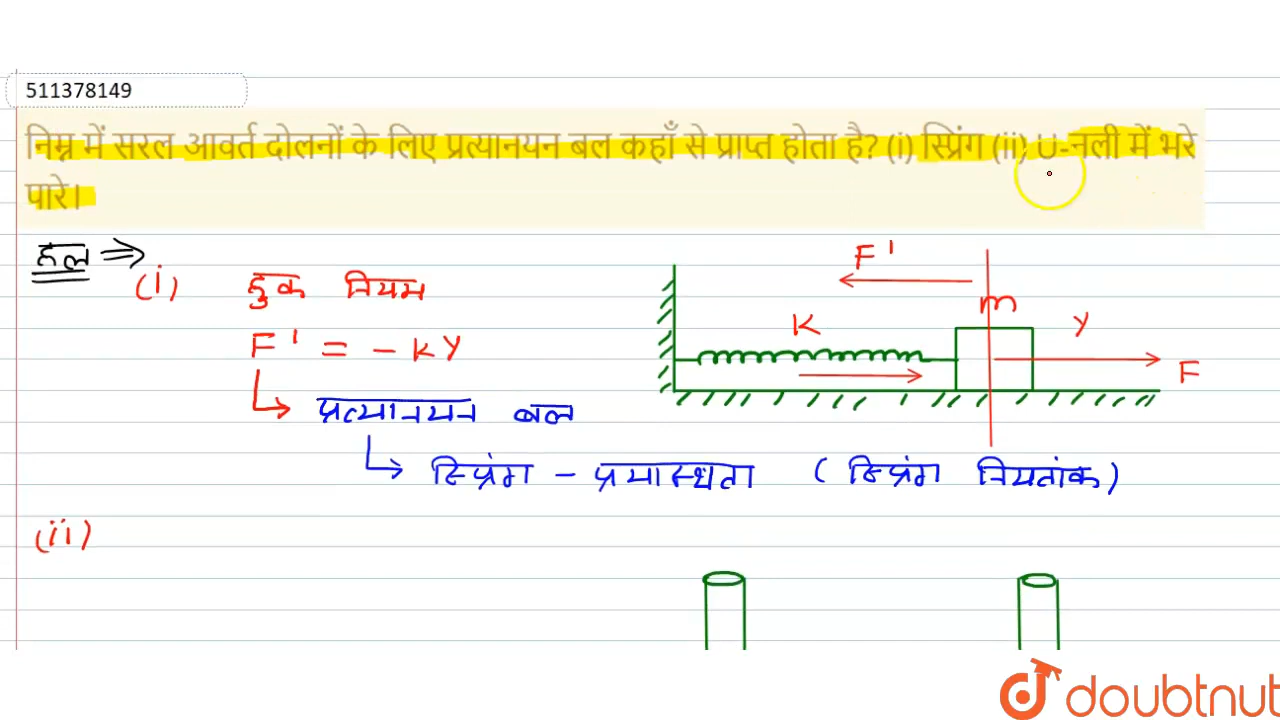 511378149
निम्न में सरल आवर्त दोलनों के लिए प्रत्यानयन बल कहाँ से प्राप्त होता है? (i) स्प्रिंग (ii) U-नली में भरे
पारे।
हल ⇒
(i) हुक नियम
F' = - KY
प्रत्यानयन बल
स्प्रिंग - प्रयास्थता ( स्प्रिंग नियतांक )
F'
m
K
Y
F
(ii)
doubtnut